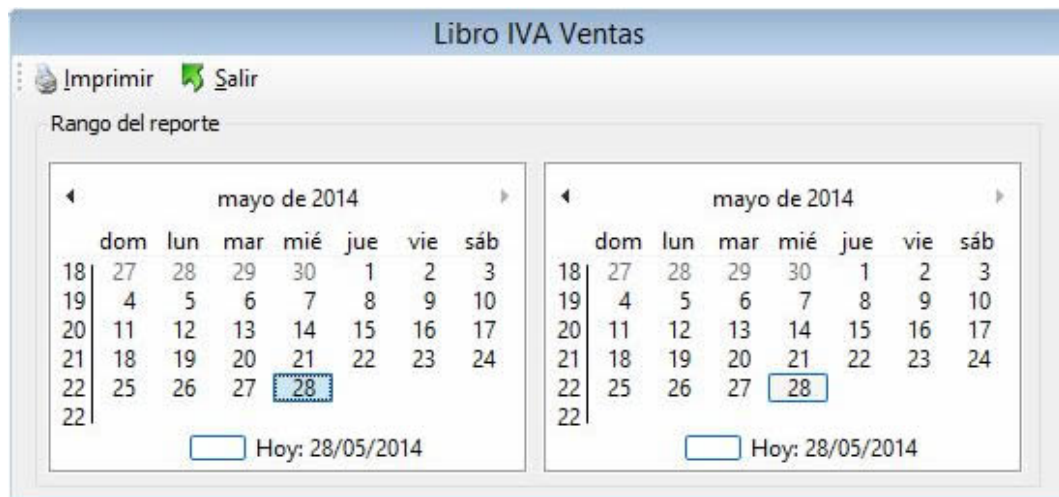 Libro IVA Ventas
Imprimir Salir
Rango del reporte
mayo de 2014
dom lun mar mié jue vie sáb
18 27 28 29 30 1 2 3
19 4 5 6 7 8 9 10
20 11 12 13 14 15 16 17
21 18 19 20 21 22 23 24
22 25 26 27 28
22
Hoy: 28/05/2014
mayo de 2014
dom lun mar mié jue vie sáb
18 27 28 29 30 1 2 3
19 4 5 6 7 8 9 10
20 11 12 13 14 15 16 17
21 18 19 20 21 22 23 24
22 25 26 27 28
22
Hoy: 28/05/2014